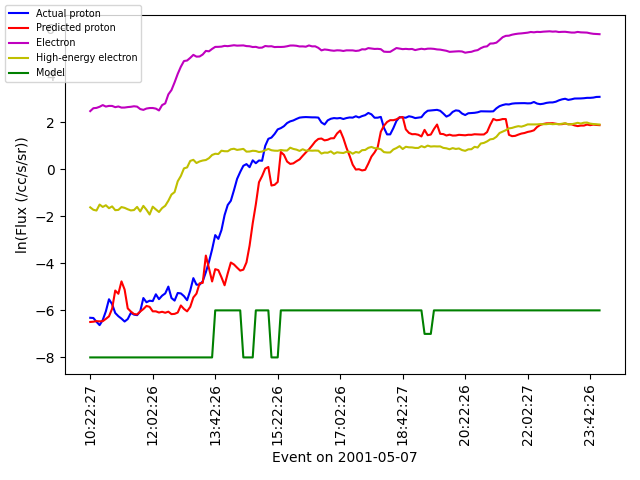 Actual proton
Predicted proton
Electron
High-energy electron
Model
2
0
−2
−4
−6
−8
ln(Flux (/cc/s/sr))
10:22:27
12:02:26
13:42:26
15:22:26
17:02:26
18:42:27
20:22:26
22:02:27
23:42:26
Event on 2001-05-07